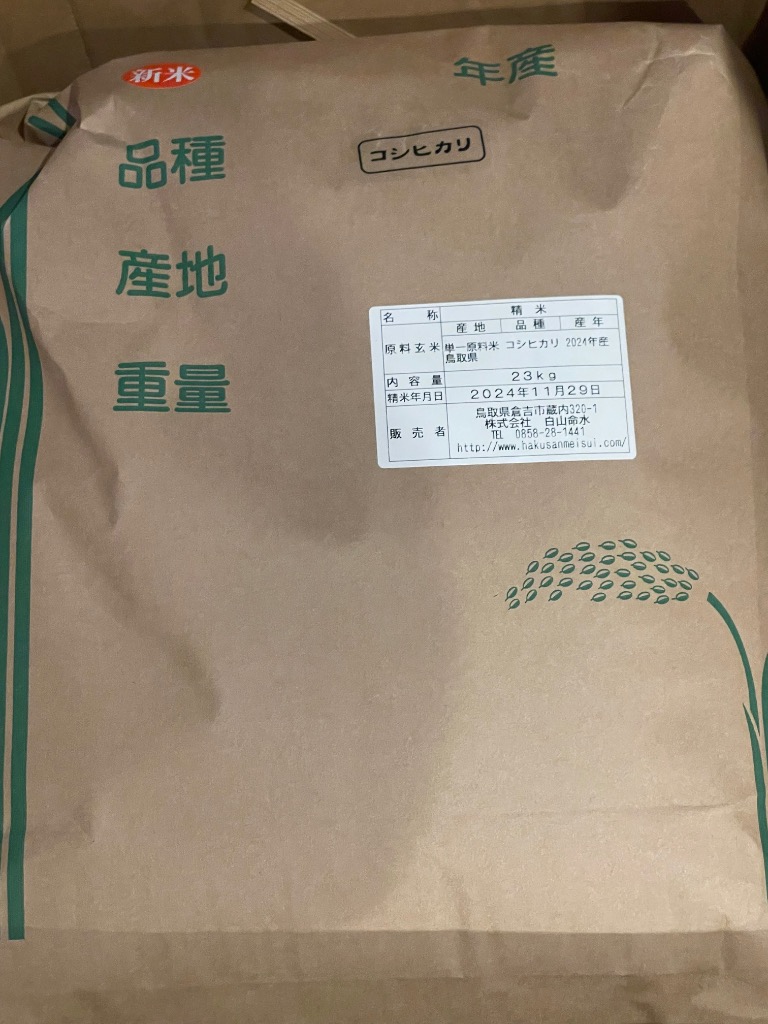 新米
年産
品種
コシヒカリ
産地
重量
名 称 精 米
原料玄米 産 地 品 種 産 年
単一原料米 コシヒカリ 2024年産
鳥取県
内 容 量 23kg
精米年月日 2024年11月29日
販 売 者 鳥取県倉吉市蔵内320-1
株式会社 白山命水
TEL 0858-28-1441
http://www.hakusanmeisui.com/